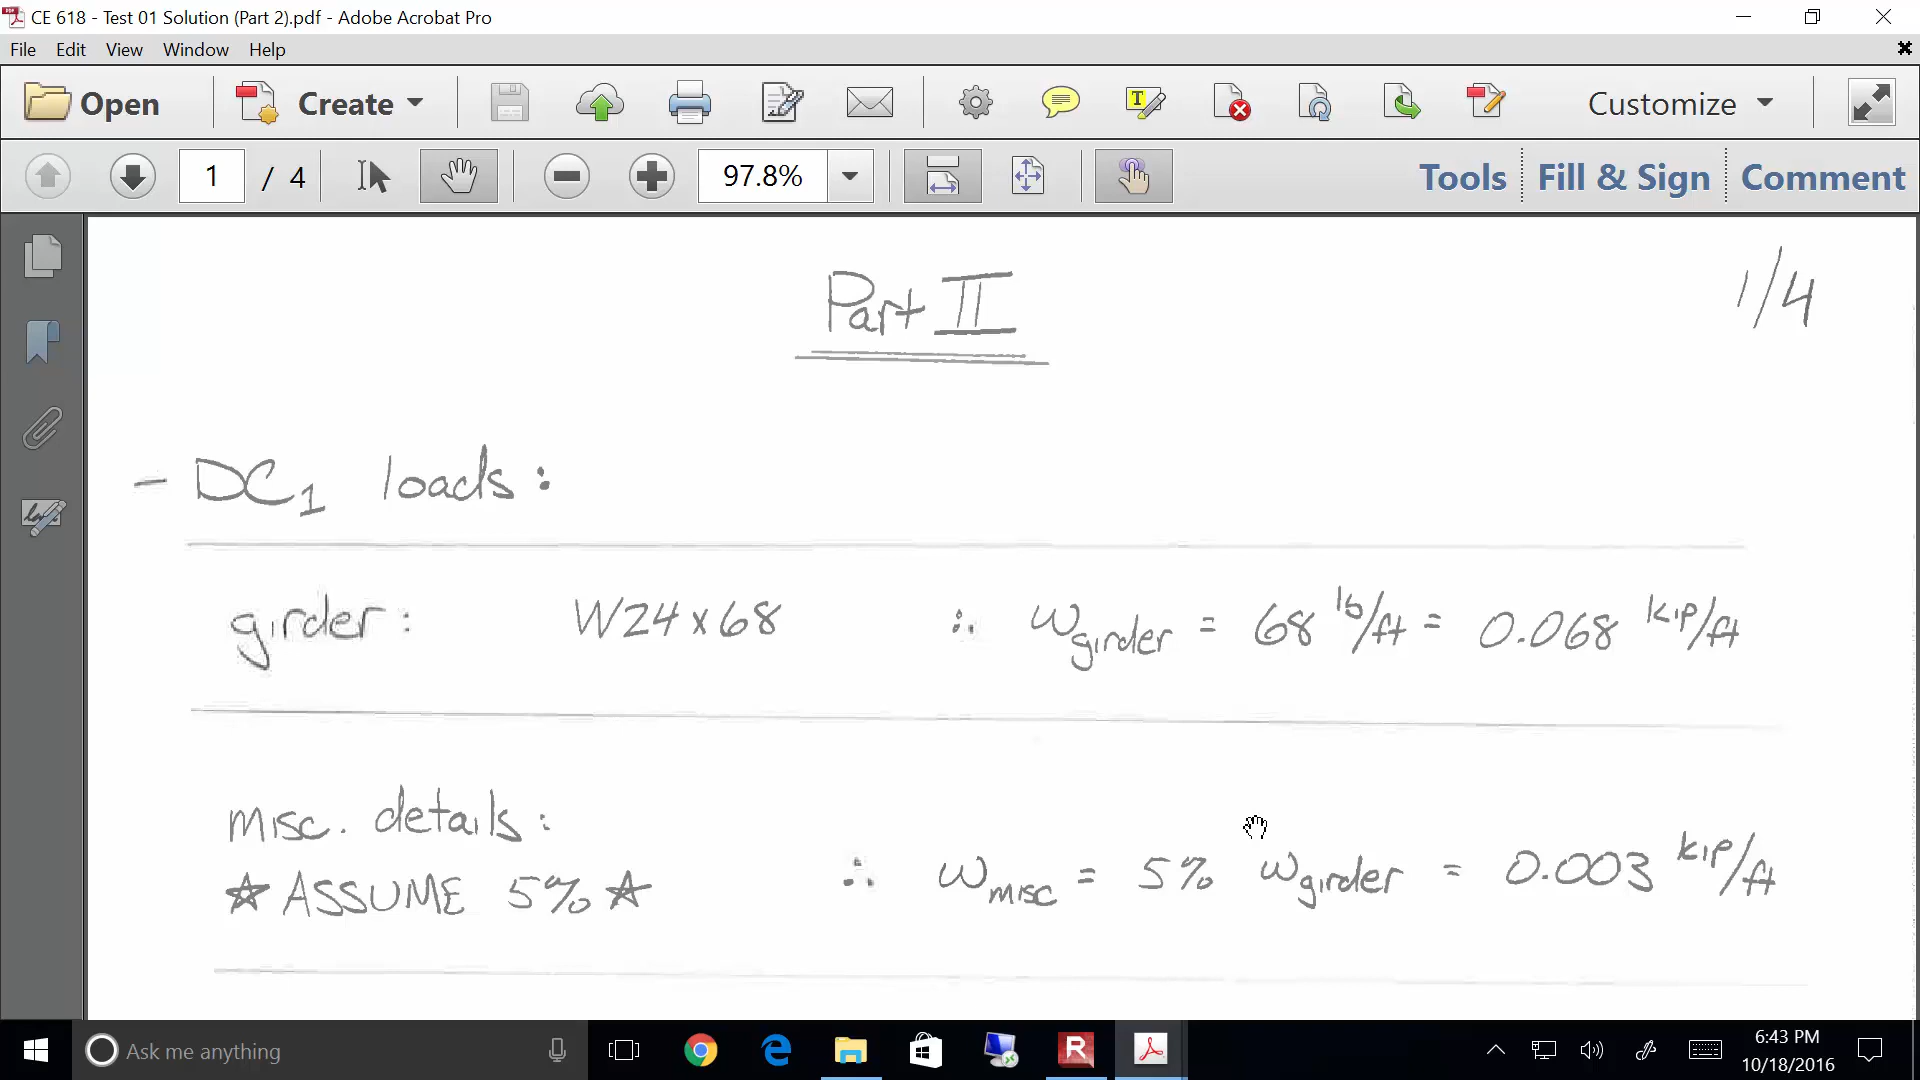 CE 618 - Test 01 Solution (Part 2).pdf - Adobe Acrobat Pro
File Edit View Window Help
Open Create Customize
1 / 4 97.8% Tools Fill & Sign Comment
Part II
1/4
- DC1 loads:
girder: W24x68 ∴ wgirder = 68 lb/ft = 0.068 kip/ft
misc. details:
☆ ASSUME 5% ☆ ∴ wmisc = 5% wgirder = 0.003 kip/ft
Ask me anything
6:43 PM
10/18/2016